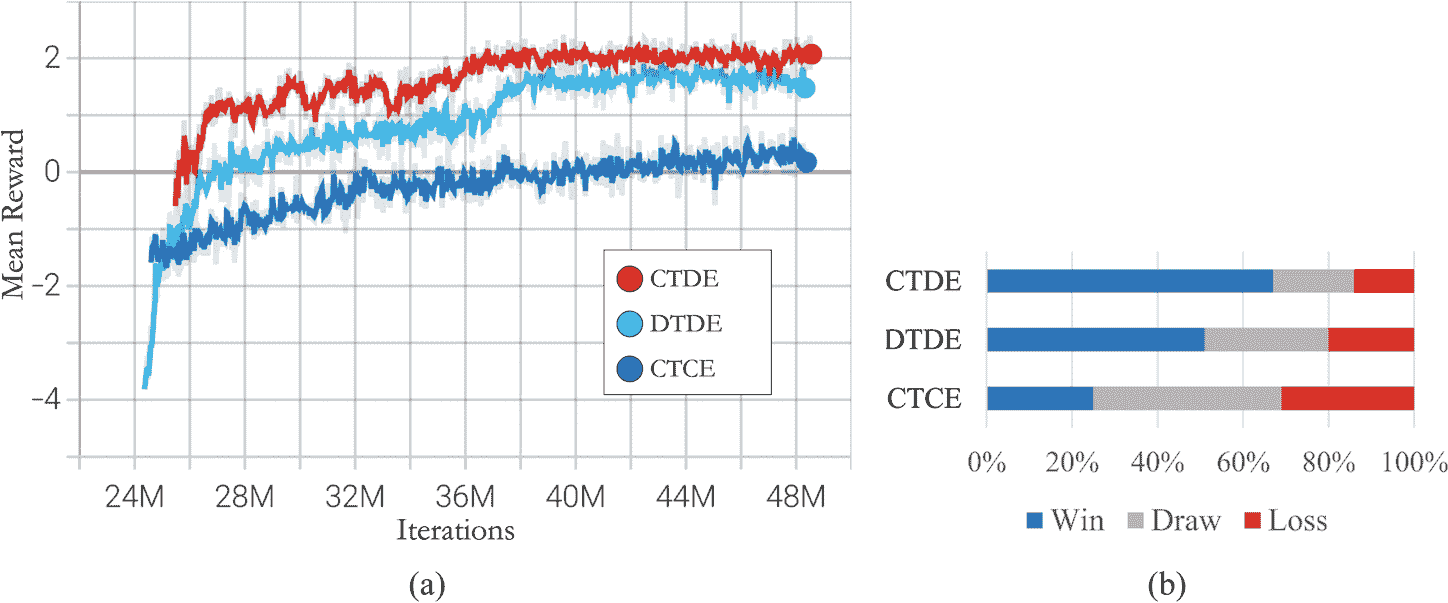 Mean Reward
2
0
−2
−4
CTDE
DTDE
CTCE
24M 28M 32M 36M 40M 44M 48M
Iterations
(a)
CTDE
DTDE
CTCE
0% 20% 40% 60% 80% 100%
Win Draw Loss
(b)